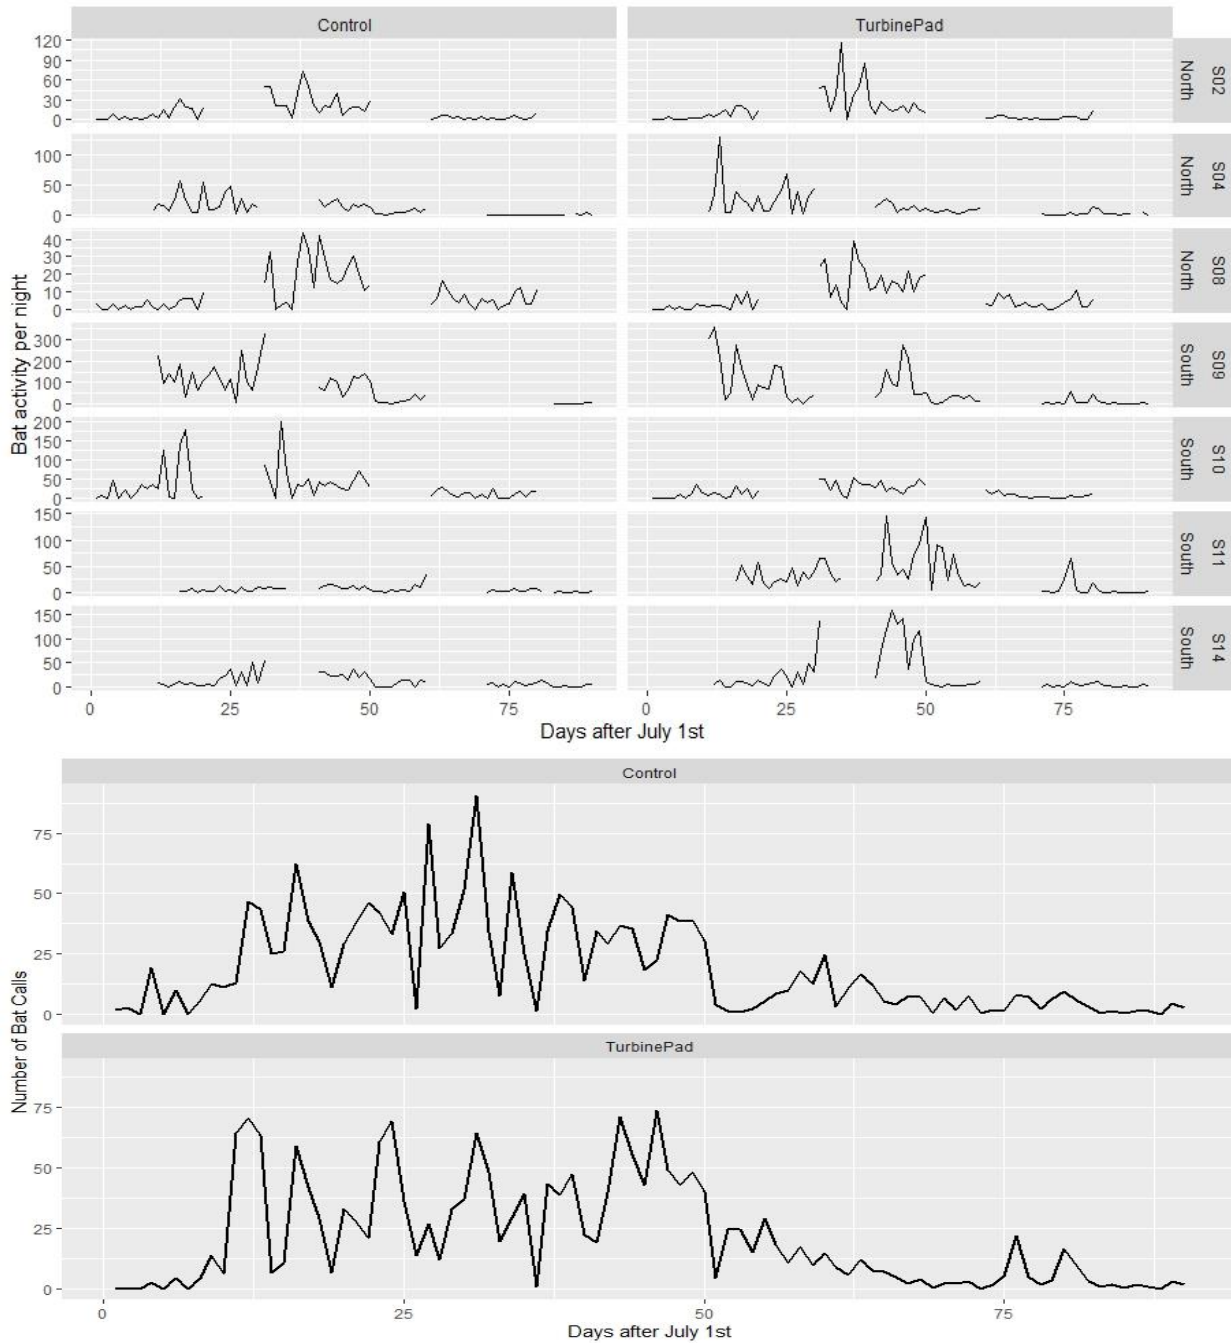 Control TurbinePad
Bat activity per night
120
90
60
30
0
S02
North
100
50
0
S04
North
40
30
20
10
0
S08
North
300
200
100
0
S09
South
200
150
100
50
0
S10
South
150
100
50
0
S11
South
150
100
50
0
S14
South
0 25 50 75 0 25 50 75
Days after July 1st
Control
Number of Bat Calls
75
50
25
0
TurbinePad
75
50
25
0
0 25 50 75
Days after July 1st